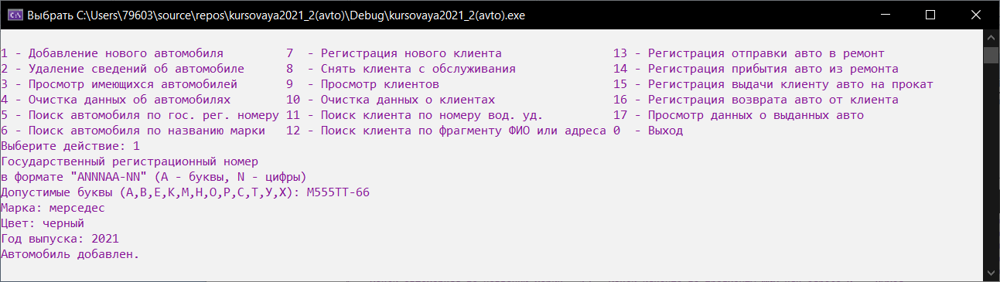 Выбрать C:\Users\79603\source\repos\kursovaya2021_2(avto)\Debug\kursovaya2021_2(avto).exe
1 - Добавление нового автомобиля 7 - Регистрация нового клиента 13 - Регистрация отправки авто в ремонт
2 - Удаление сведений об автомобиле 8 - Снять клиента с обслуживания 14 - Регистрация прибытия авто из ремонта
3 - Просмотр имеющихся автомобилей 9 - Просмотр клиентов 15 - Регистрация выдачи клиенту авто на прокат
4 - Очистка данных об автомобилях 10 - Очистка данных о клиентах 16 - Регистрация возврата авто от клиента
5 - Поиск автомобиля по гос. рег. номеру 11 - Поиск клиента по номеру вод. уд. 17 - Просмотр данных о выданных авто
6 - Поиск автомобиля по названию марки 12 - Поиск клиента по фрагменту ФИО или адреса 0 - Выход
Выберите действие: 1
Государственный регистрационный номер
в формате "ANNNAA-NN" (А - буквы, N - цифры)
Допустимые буквы (А,В,Е,К,М,Н,О,Р,С,Т,У,Х): М555ТТ-66
Марка: мерседес
Цвет: черный
Год выпуска: 2021
Автомобиль добавлен.